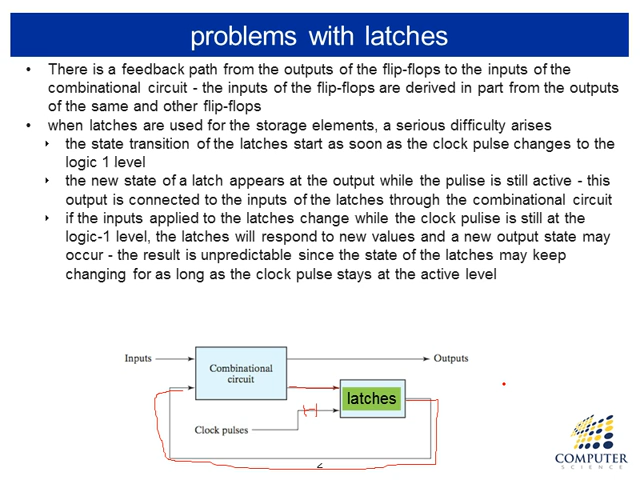 problems with latches
• There is a feedback path from the outputs of the flip-flops to the inputs of the
combinational circuit - the inputs of the flip-flops are derived in part from the outputs
of the same and other flip-flops
• when latches are used for the storage elements, a serious difficulty arises
‣ the state transition of the latches start as soon as the clock pulse changes to the
logic 1 level
‣ the new state of a latch appears at the output while the pulise is still active - this
output is connected to the inputs of the latches through the combinational circuit
‣ if the inputs applied to the latches change while the clock pulise is still at the
logic-1 level, the latches will respond to new values and a new output state may
occur - the result is unpredictable since the state of the latches may keep
changing for as long as the clock pulse stays at the active level
Inputs
Combinational
circuit
Outputs
latches
Clock pulses
COMPUTER
SCIENCE